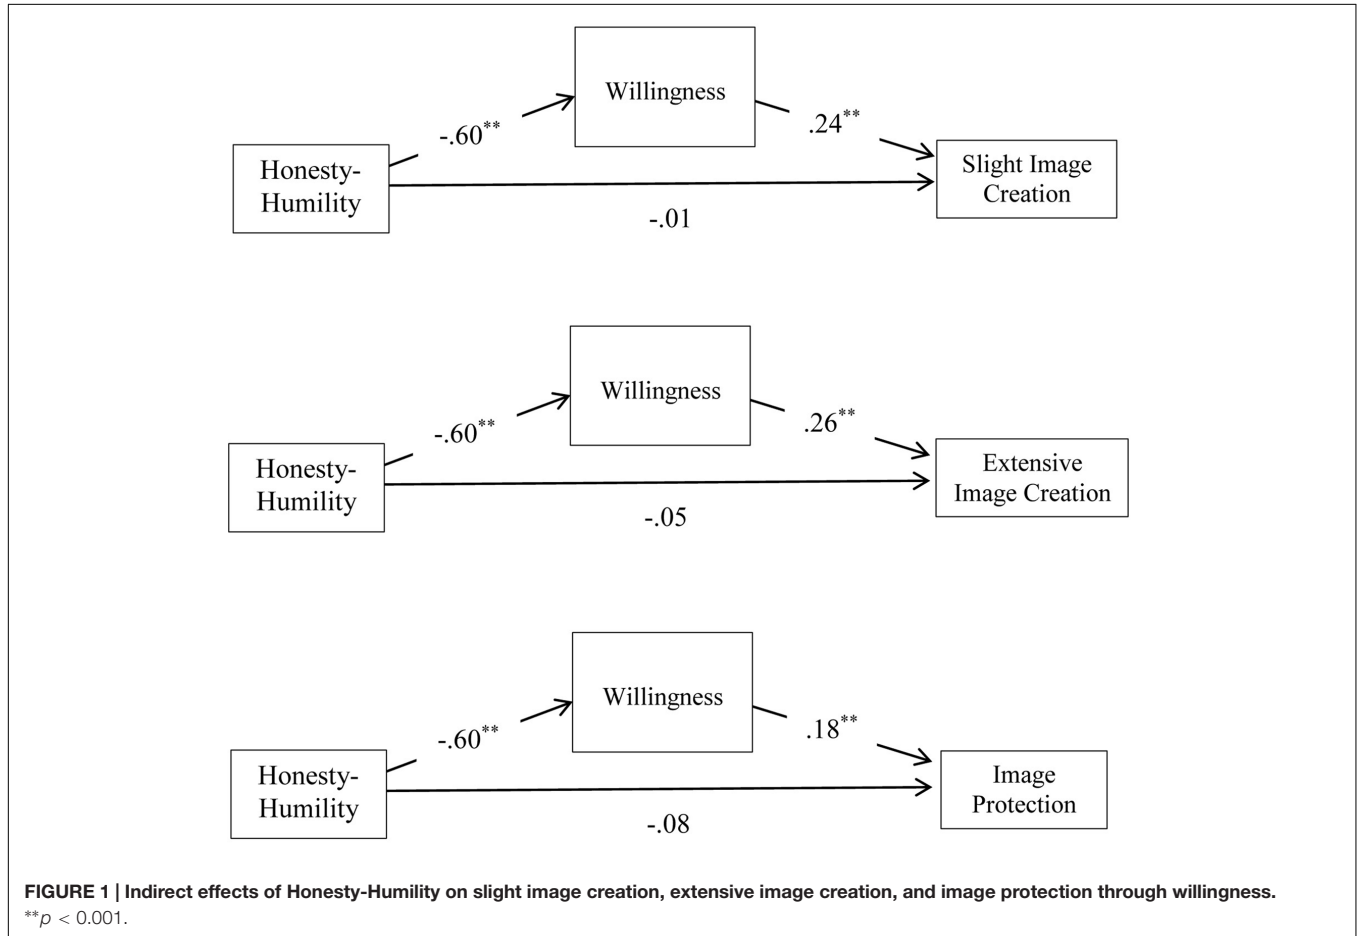 Willingness
-.60**
.24**
Honesty-
Humility
Slight Image
Creation
-.01
Willingness
-.60**
.26**
Honesty-
Humility
Extensive
Image Creation
-.05
Willingness
-.60**
.18**
Honesty-
Humility
Image
Protection
-.08
FIGURE 1 | Indirect effects of Honesty-Humility on slight image creation, extensive image creation, and image protection through willingness.
**p < 0.001.